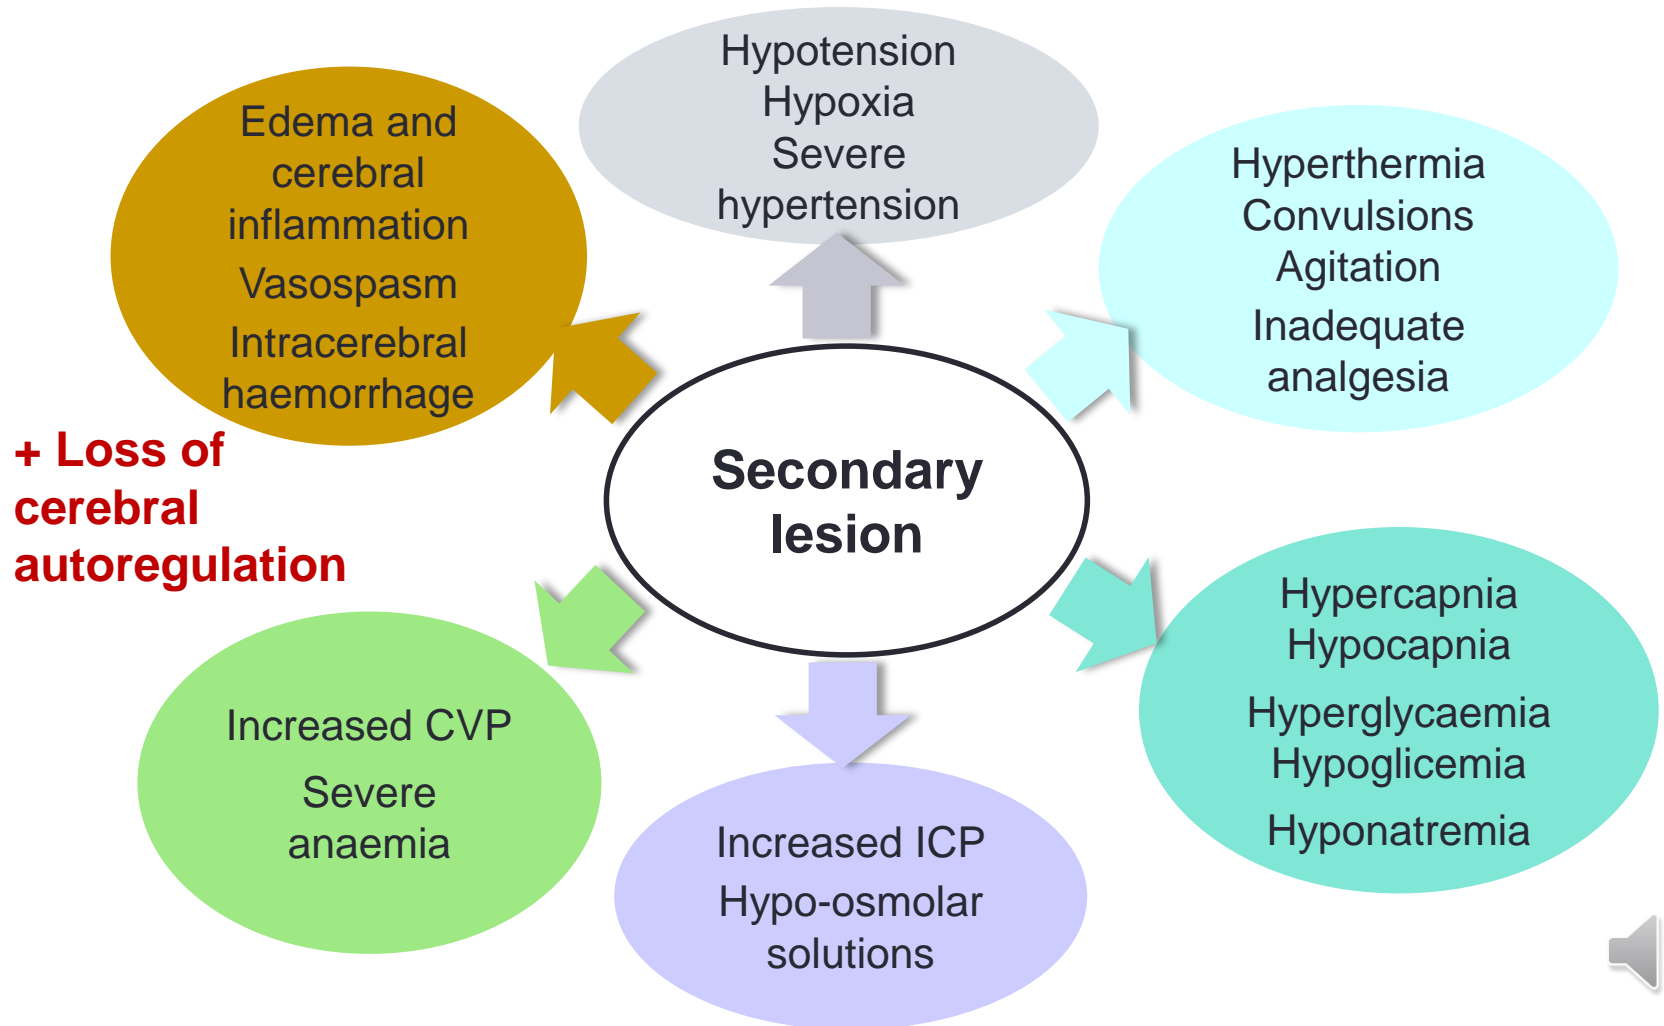 Hypotension
Hypoxia
Severe
hypertension
Edema and
cerebral
inflammation
Vasospasm
Intracerebral
haemorrhage
Hyperthermia
Convulsions
Agitation
Inadequate
analgesia
+ Loss of
cerebral
autoregulation
Secondary
lesion
Hypercapnia
Hypocapnia
Hyperglycaemia
Hypoglicemia
Hyponatremia
Increased CVP
Severe
anaemia
Increased ICP
Hypo-osmolar
solutions